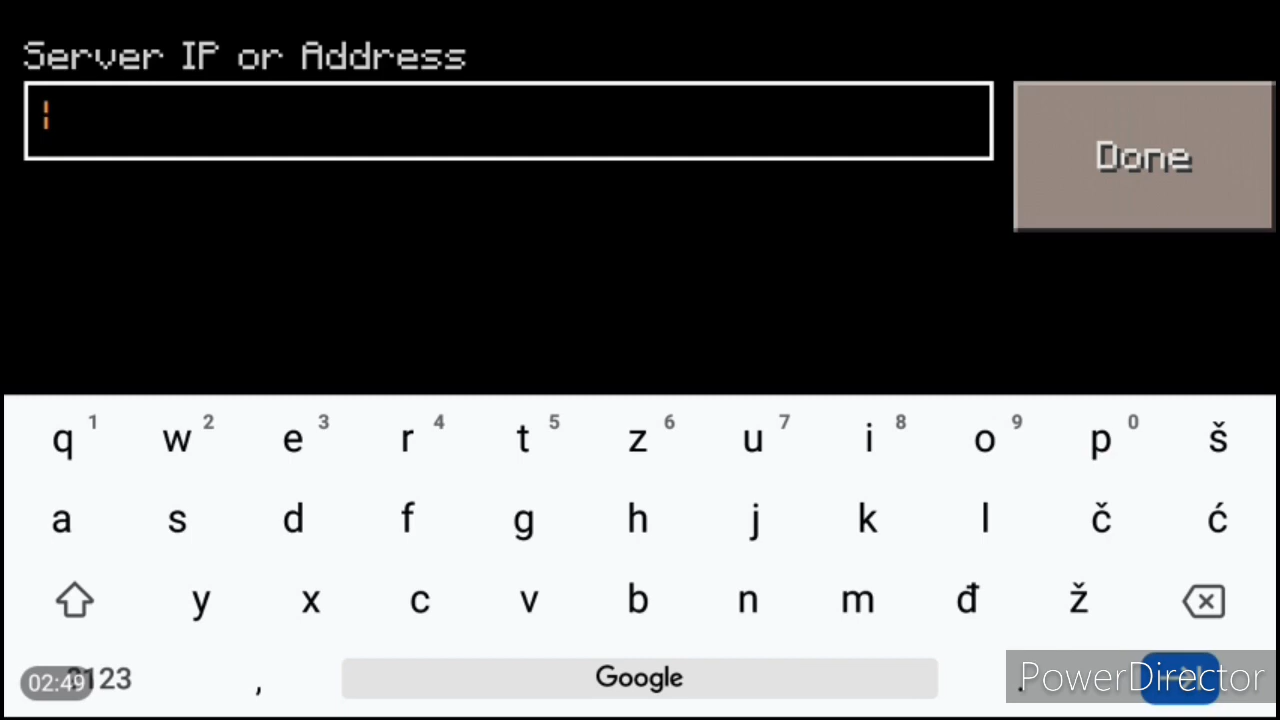 Server IP or Address
Done
q 1 w 2 e 3 r 4 t 5 z 6 u 7 i 8 o 9 p 0 š
a s d f g h j k l č ć
y x c v b n m đ ž
02:49 123 , Google . PowerDirector